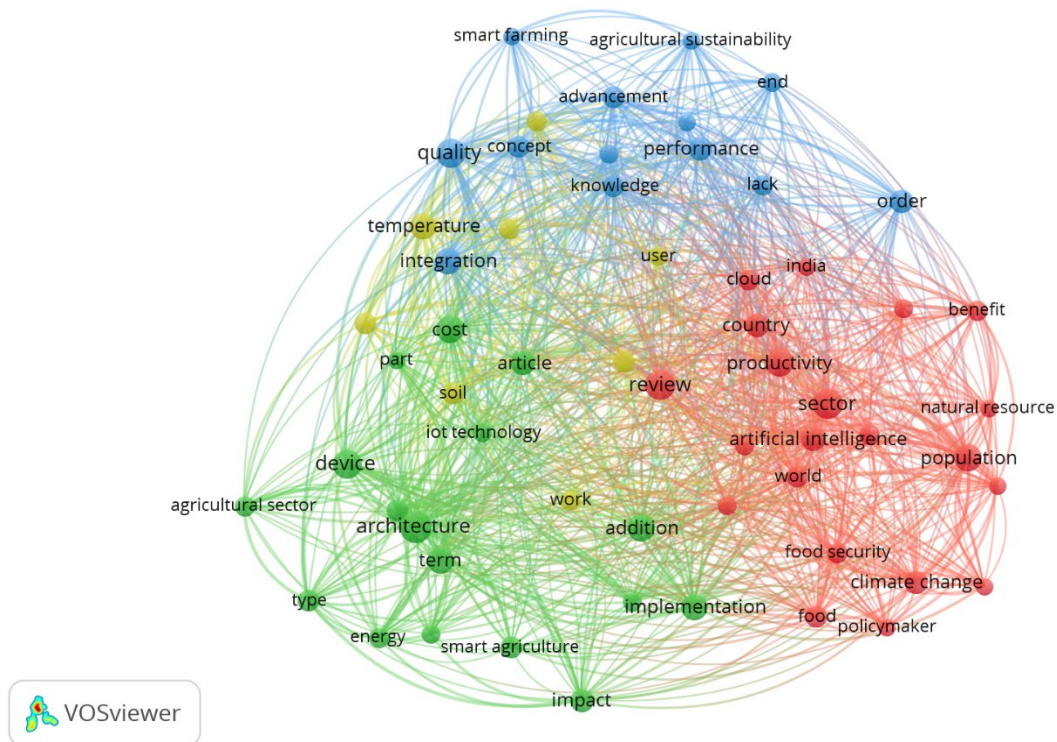 smart farming
agricultural sustainability
end
advancement
quality
concept
performance
knowledge
lack
order
temperature
integration
user
cloud
india
benefit
cost
country
part
article
productivity
review
soil
sector
natural resource
iot technology
artificial intelligence
device
population
world
agricultural sector
work
architecture
addition
term
food security
climate change
type
implementation
food
energy
policymaker
smart agriculture
impact
VOSviewer